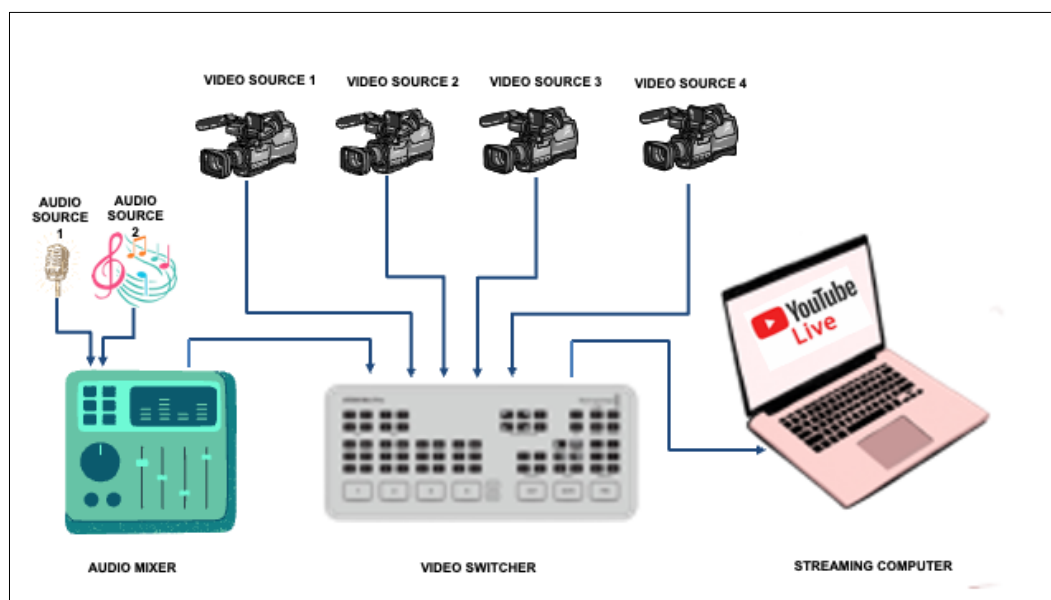 VIDEO SOURCE 1
VIDEO SOURCE 2
VIDEO SOURCE 3
VIDEO SOURCE 4
AUDIO
SOURCE
1
AUDIO
SOURCE
2
YouTube
Live
AUDIO MIXER
VIDEO SWITCHER
STREAMING COMPUTER